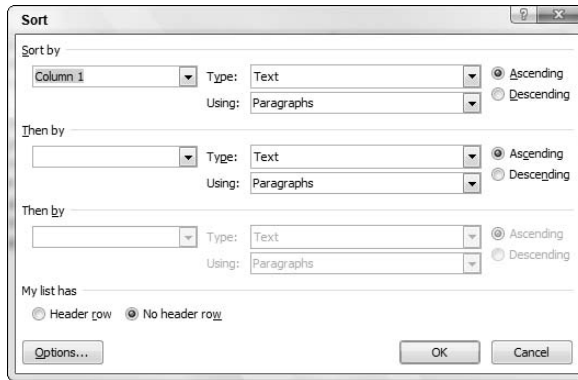 Sort
Sort by
Column 1 Type: Text Ascending
Using: Paragraphs Descending
Then by
Type: Text Ascending
Using: Paragraphs Descending
Then by
Type: Text Ascending
Using: Paragraphs Descending
My list has
Header row No header row
Options... OK Cancel